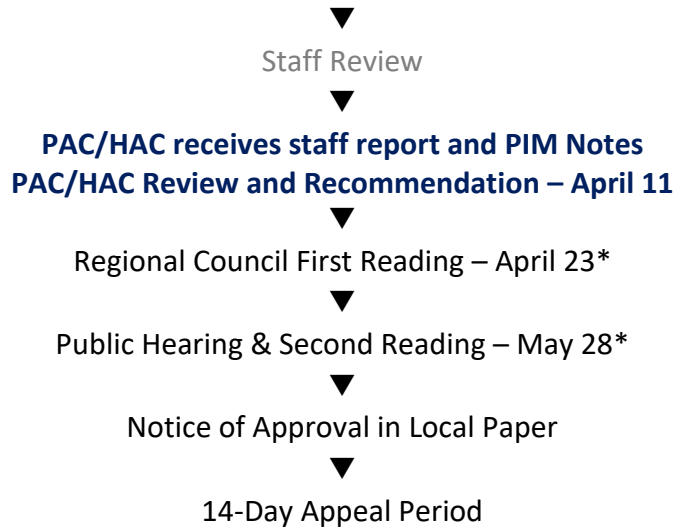 Staff Review
PAC/HAC receives staff report and PIM Notes
PAC/HAC Review and Recommendation – April 11
Regional Council First Reading – April 23*
Public Hearing & Second Reading – May 28*
Notice of Approval in Local Paper
14-Day Appeal Period